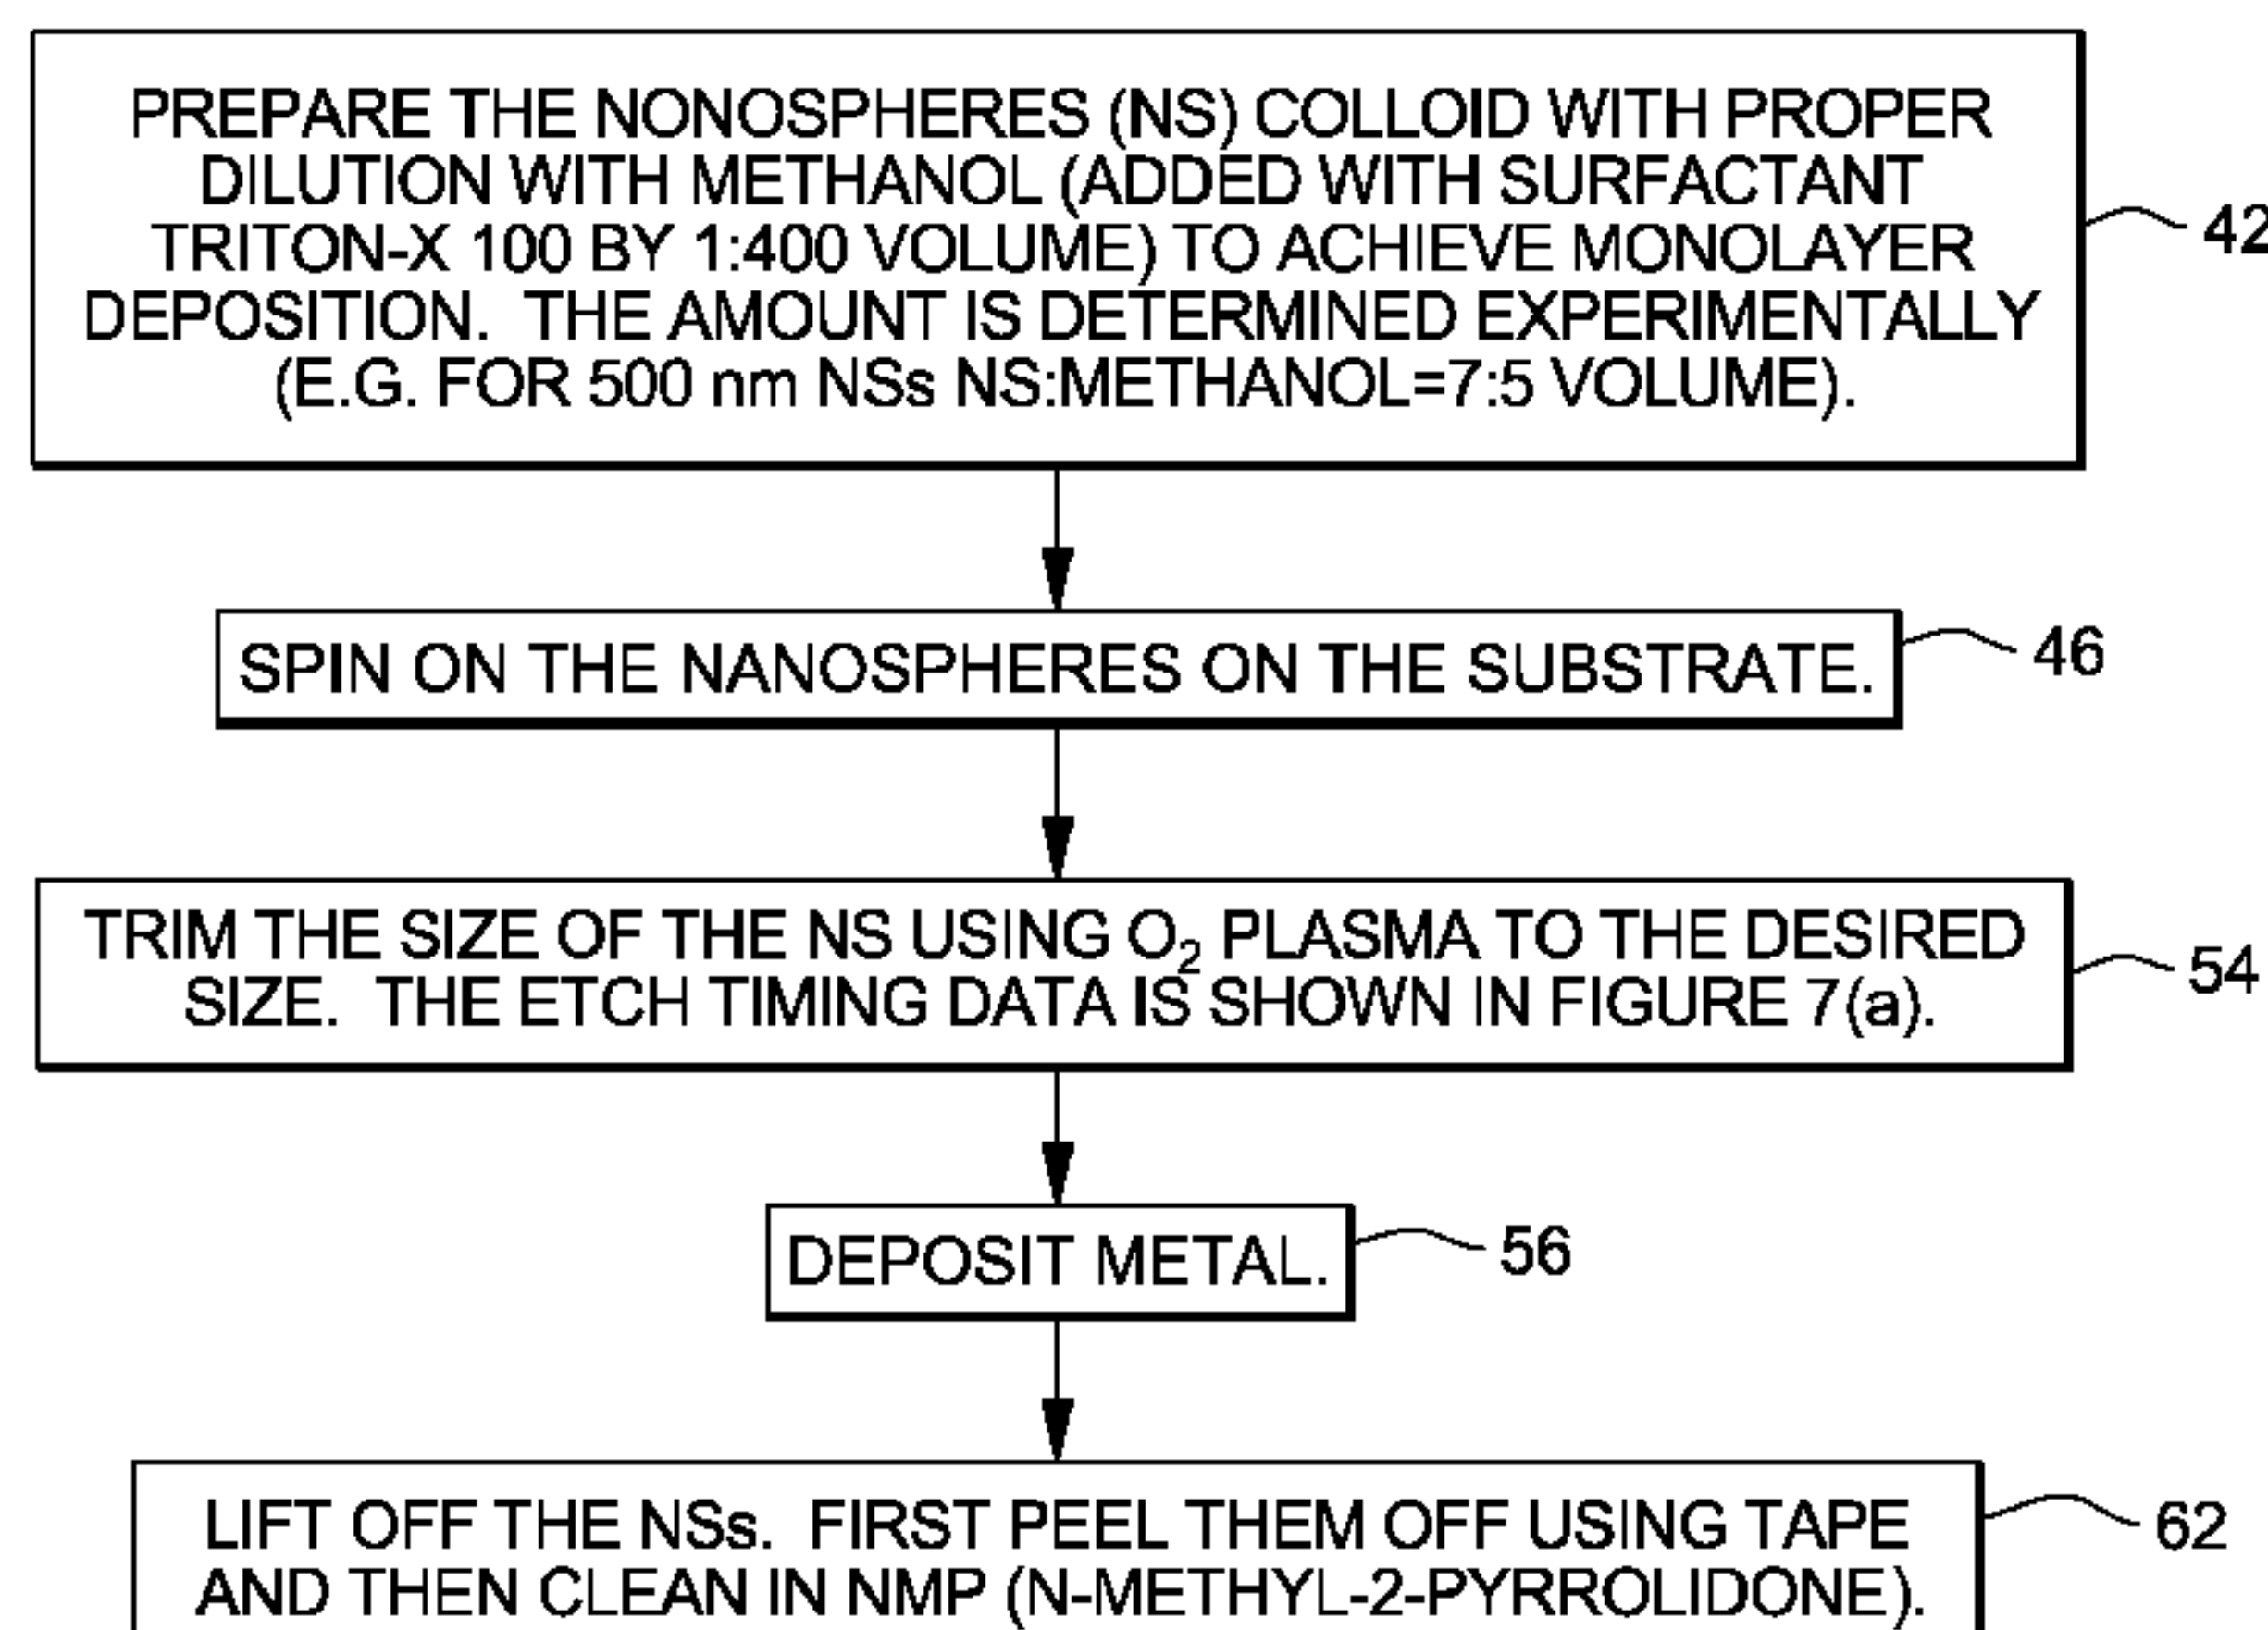 PREPARE THE NONOSPHERES (NS) COLLOID WITH PROPER
DILUTION WITH METHANOL (ADDED WITH SURFACTANT
TRITON-X 100 BY 1:400 VOLUME) TO ACHIEVE MONOLAYER
DEPOSITION. THE AMOUNT IS DETERMINED EXPERIMENTALLY
(E.G. FOR 500 nm NSs NS:METHANOL=7:5 VOLUME).
42
SPIN ON THE NANOSPHERES ON THE SUBSTRATE.
46
TRIM THE SIZE OF THE NS USING O₂ PLASMA TO THE DESIRED
SIZE. THE ETCH TIMING DATA IS SHOWN IN FIGURE 7(a).
54
DEPOSIT METAL.
56
LIFT OFF THE NSs. FIRST PEEL THEM OFF USING TAPE
AND THEN CLEAN IN NMP (N-METHYL-2-PYRROLIDONE).
62